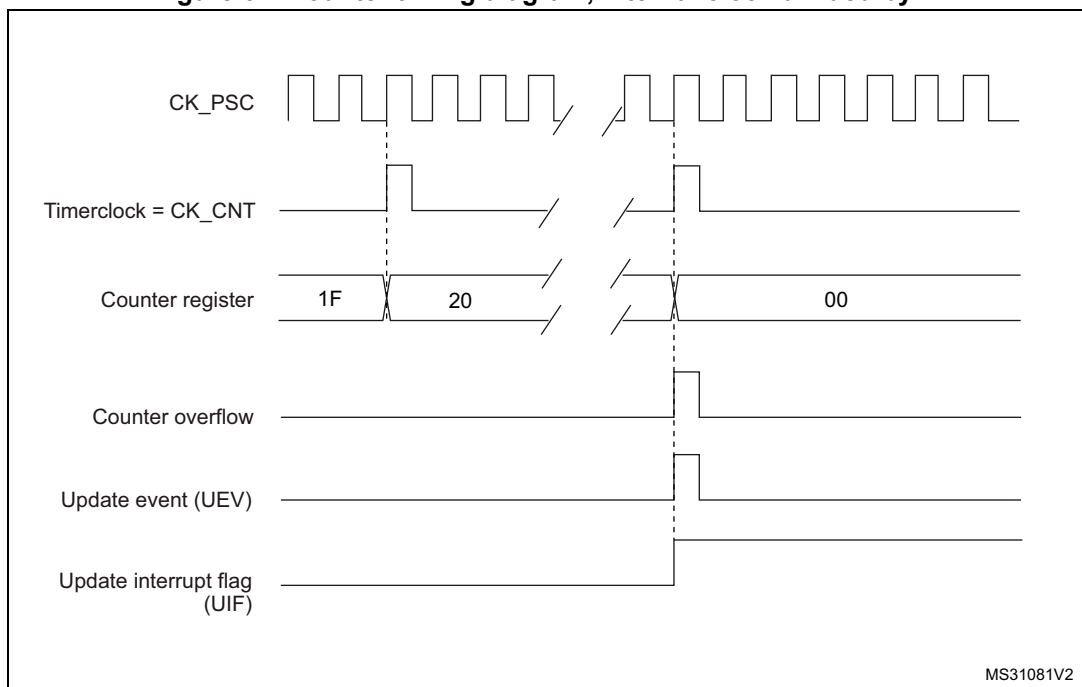 CK_PSC
Timerclock = CK_CNT
Counter register
1F
20
00
Counter overflow
Update event (UEV)
Update interrupt flag
(UIF)
MS31081V2